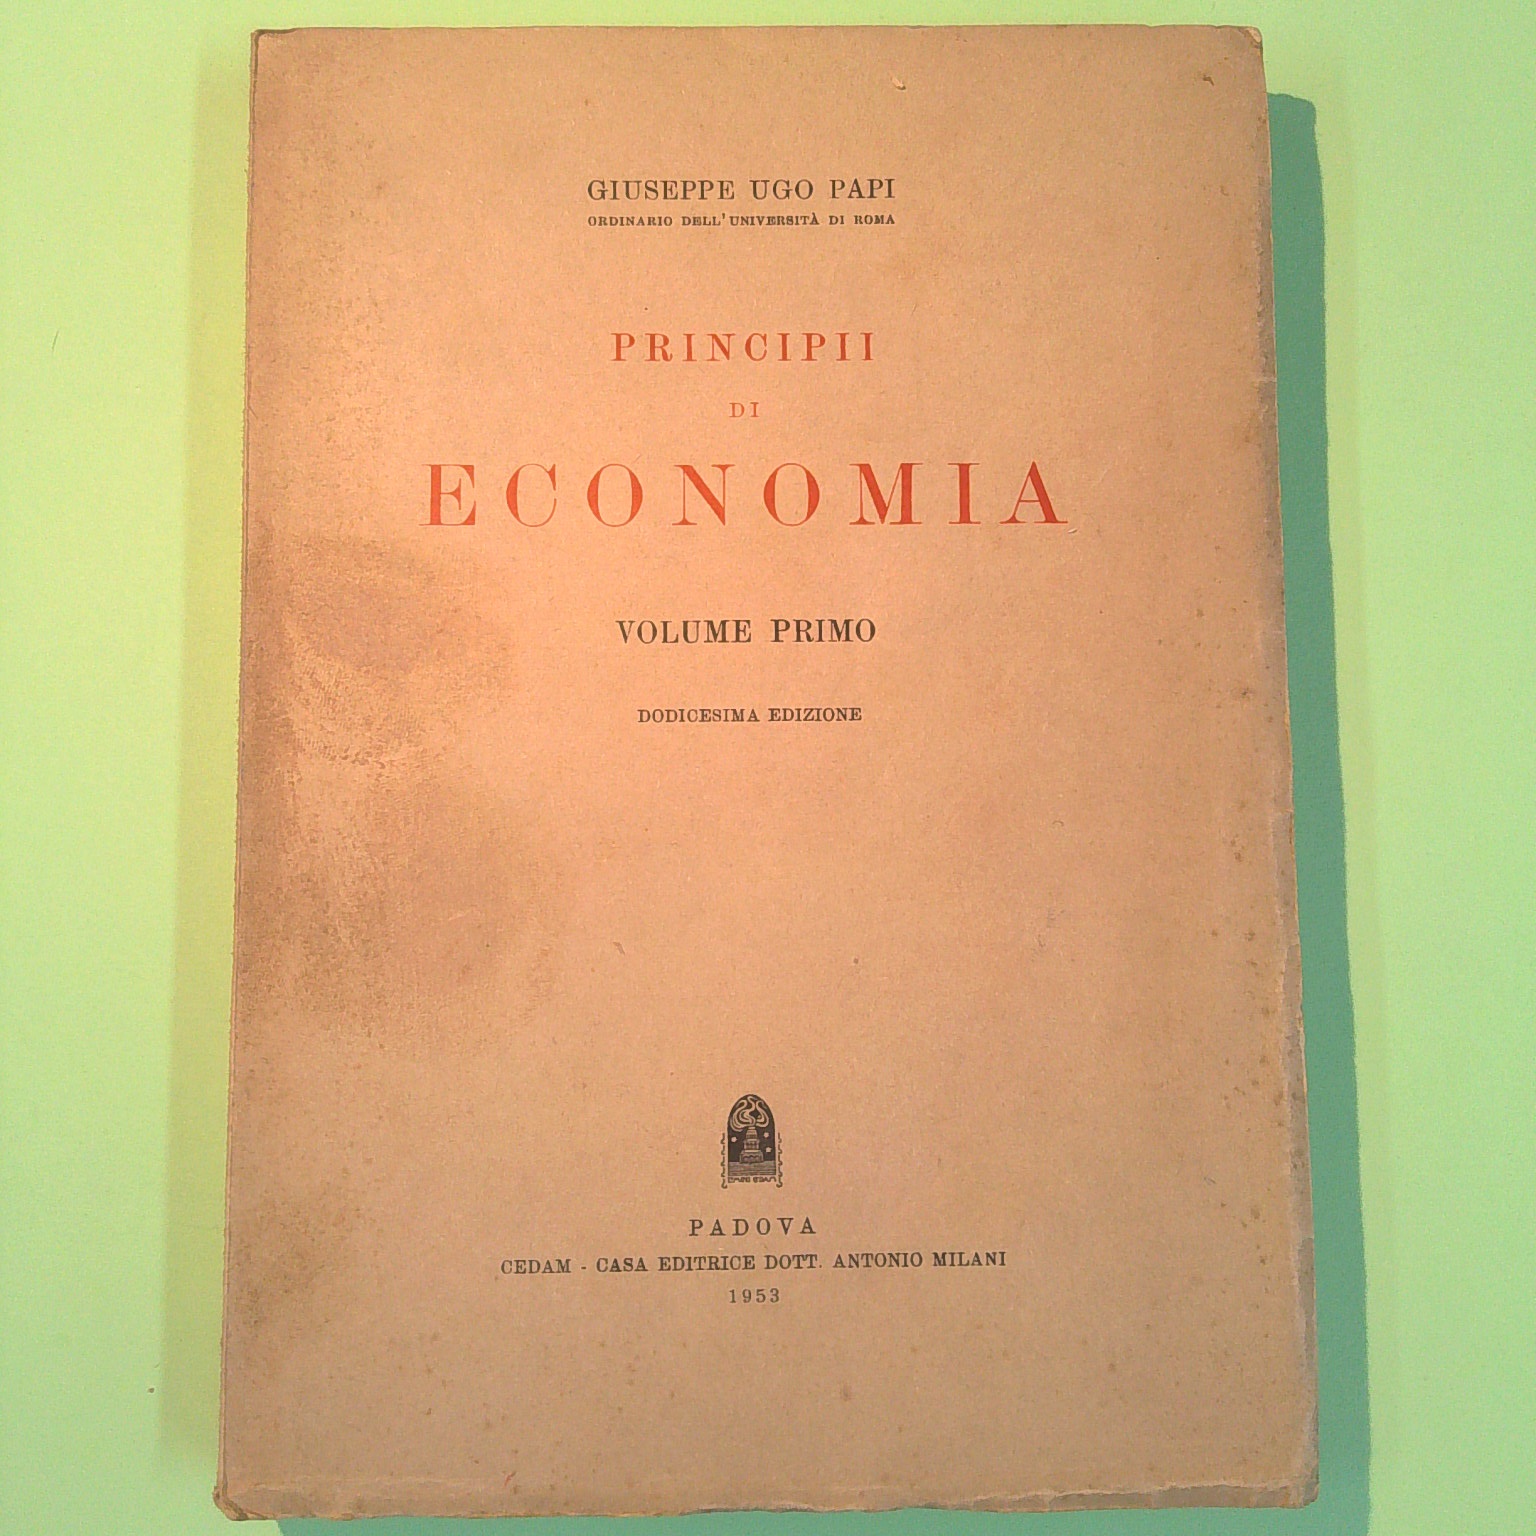 GIUSEPPE UGO PAPI
ORDINARIO DELL'UNIVERSITÀ DI ROMA
PRINCIPII
DI
ECONOMIA
VOLUME PRIMO
DODICESIMA EDIZIONE
PADOVA
CEDAM - CASA EDITRICE DOTT. ANTONIO MILANI
1953